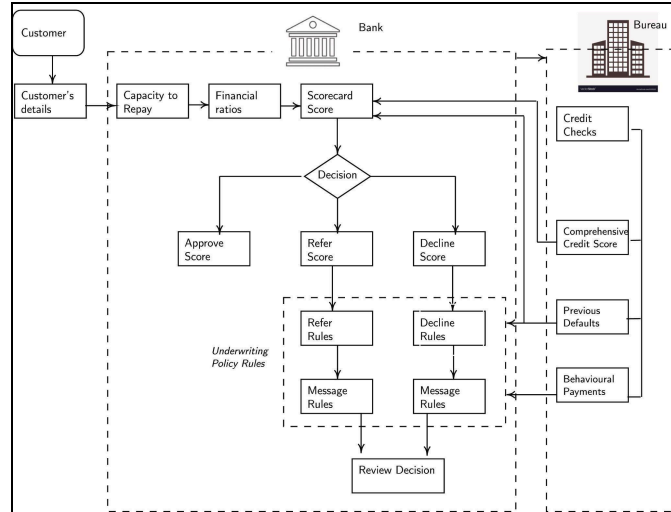 Customer
Bank
Bureau
Customer's
details
Capacity to
Repay
Financial
ratios
Scorecard
Score
Credit
Checks
Decision
Approve
Score
Refer
Score
Decline
Score
Comprehensive
Credit Score
Underwriting
Policy Rules
Refer
Rules
Decline
Rules
Previous
Defaults
Message
Rules
Message
Rules
Behavioural
Payments
Review Decision